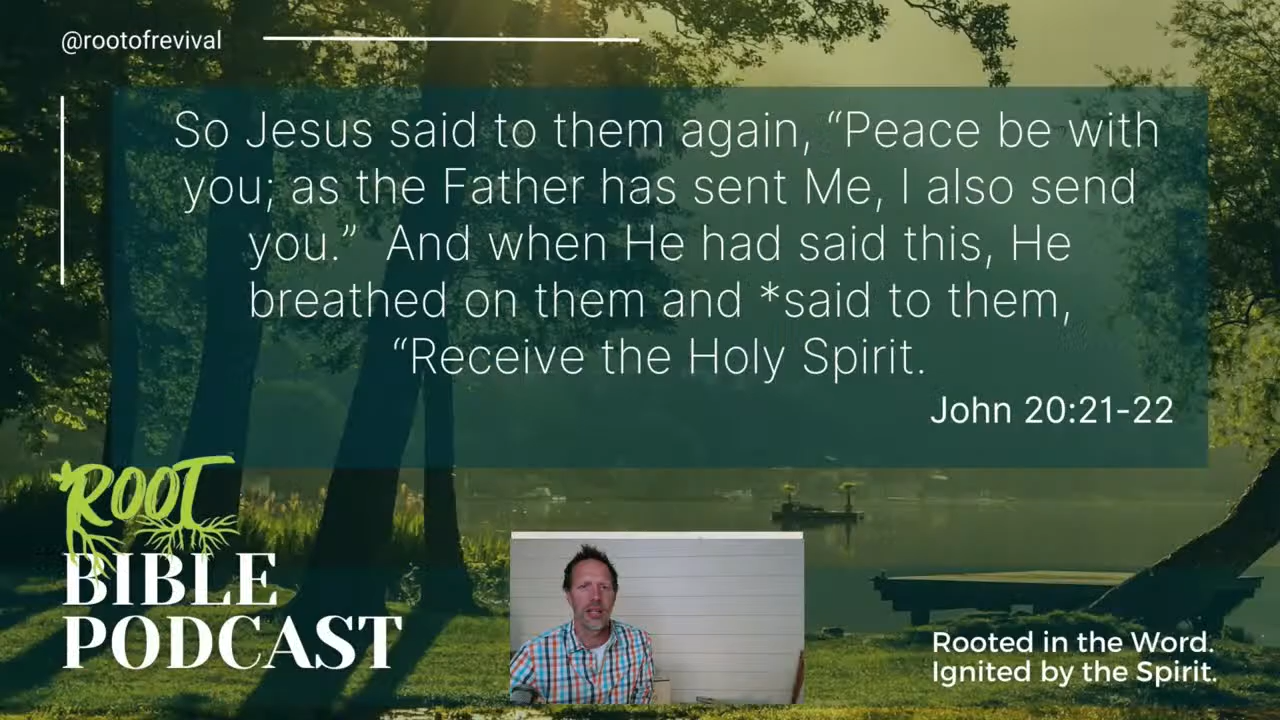 @rootofrevival
So Jesus said to them again, “Peace be with
you; as the Father has sent Me, I also send
you.” And when He had said this, He
breathed on them and *said to them,
“Receive the Holy Spirit.
John 20:21-22
ROOT
BIBLE
PODCAST
Rooted in the Word.
Ignited by the Spirit.